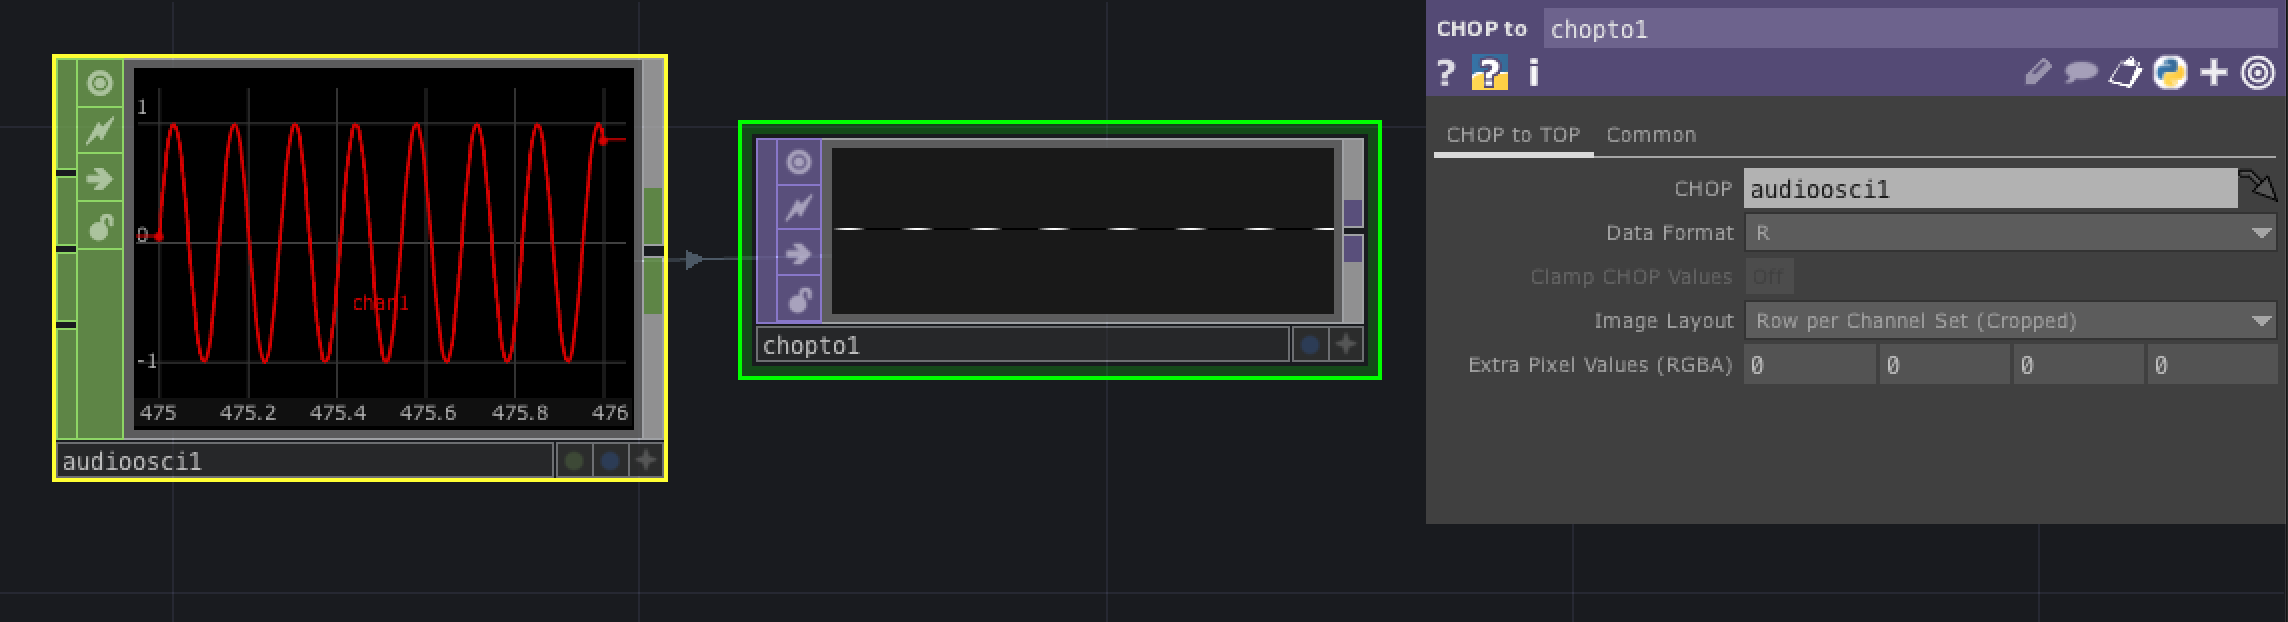 1
0
-1
chan1
475 475.2 475.4 475.6 475.8 476
audioosci1
chopto1
CHOP to chopto1
? ? i
CHOP to TOP Common
CHOP audioosci1
Data Format R
Clamp CHOP Values Off
Image Layout Row per Channel Set (Cropped)
Extra Pixel Values (RGBA) 0 0 0 0